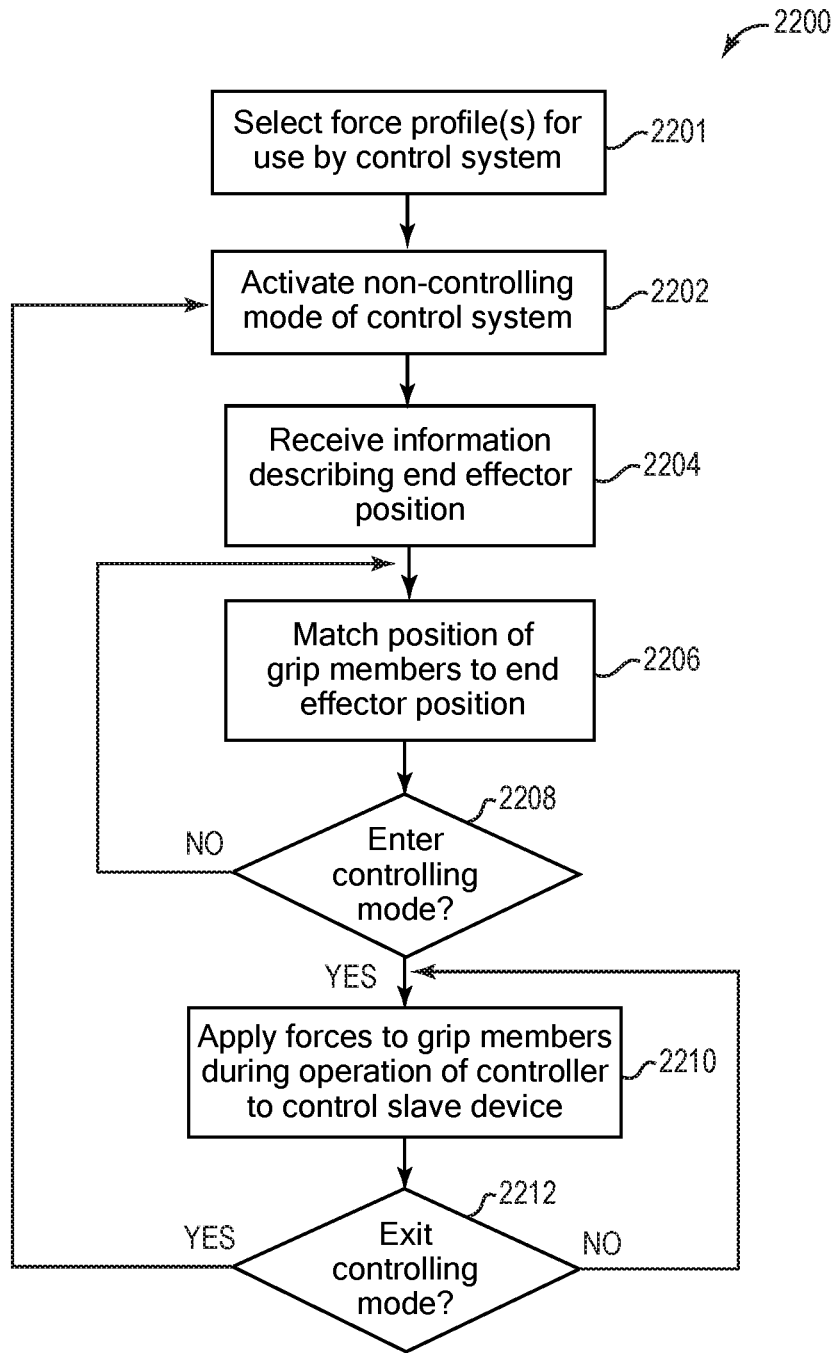 2200
Select force profile(s) for
use by control system
2201
Activate non-controlling
mode of control system
2202
Receive information
describing end effector
position
2204
Match position of
grip members to end
effector position
2206
2208
Enter
controlling
mode?
NO
YES
Apply forces to grip members
during operation of controller
to control slave device
2210
2212
Exit
controlling
mode?
YES
NO